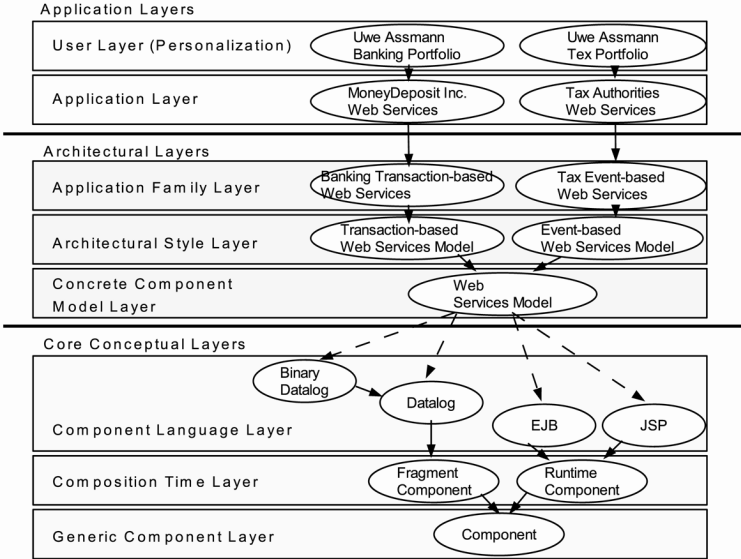 Application Layers
User Layer (Personalization)
Uwe Assmann
Banking Portfolio
Uwe Assmann
Tex Portfolio
Application Layer
MoneyDeposit Inc.
Web Services
Tax Authorities
Web Services
Architectural Layers
Application Family Layer
Banking Transaction-based
Web Services
Tax Event-based
Web Services
Architectural Style Layer
Transaction-based
Web Services Model
Event-based
Web Services Model
Concrete Component
Model Layer
Web
Services Model
Core Conceptual Layers
Binary
Datalog
Datalog
EJB
JSP
Component Language Layer
Composition Time Layer
Fragment
Component
Runtime
Component
Generic Component Layer
Component